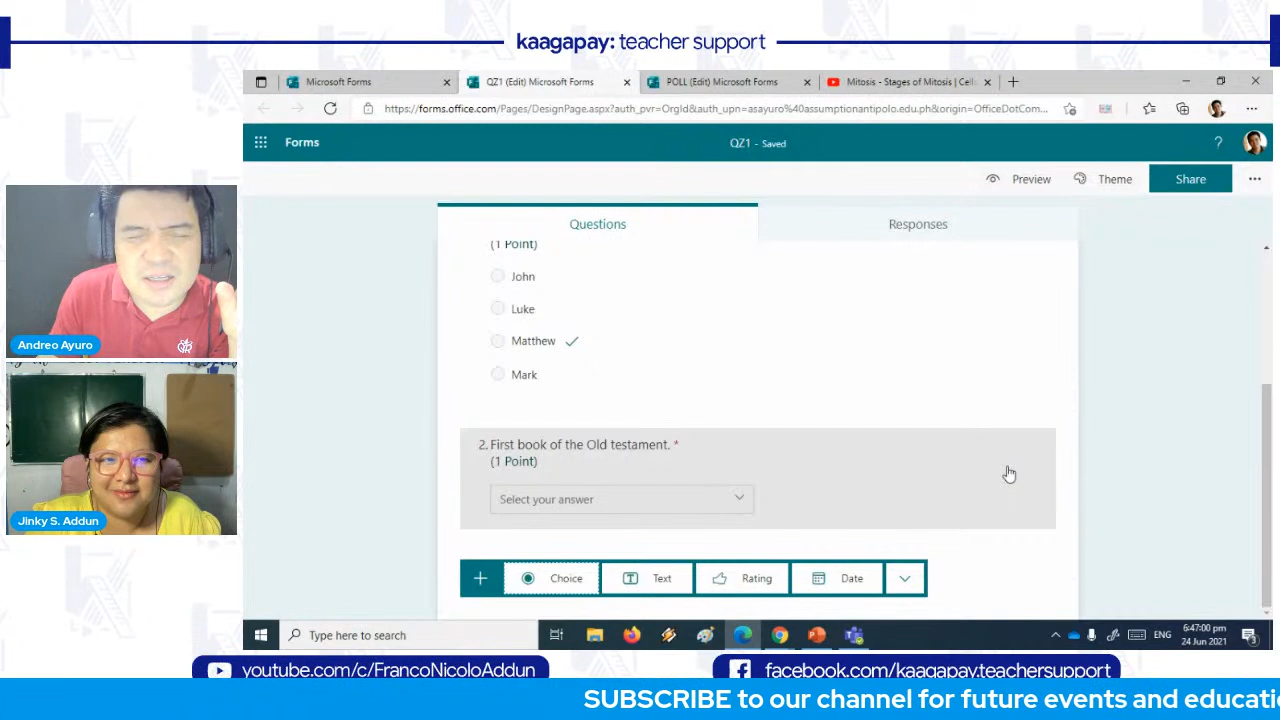 kaagapay: teacher support
Microsoft Forms
QZ1 (Edit) Microsoft Forms
POLL (Edit) Microsoft Forms
Mitosis - Stages of Mitosis | Cell
https://forms.office.com/Pages/DesignPage.aspx?auth_pvr=OrgId&auth_upn=asayuro%40assumptionantipolo.edu.ph&origin=OfficeDotCom...
Forms
QZ1 - Saved
?
Preview
Theme
Share
Questions
Responses
(1 Point)
John
Luke
Matthew
Mark
2. First book of the Old testament. *
(1 Point)
Select your answer
Choice
Text
Rating
Date
Andreo Ayuro
Jinky S. Addun
Type here to search
ENG
6:47:00 pm
24 Jun 2021
3
youtube.com/c/FrancoNicoloAddun
facebook.com/kaagapay.teachersupport
SUBSCRIBE to our channel for future events and educati